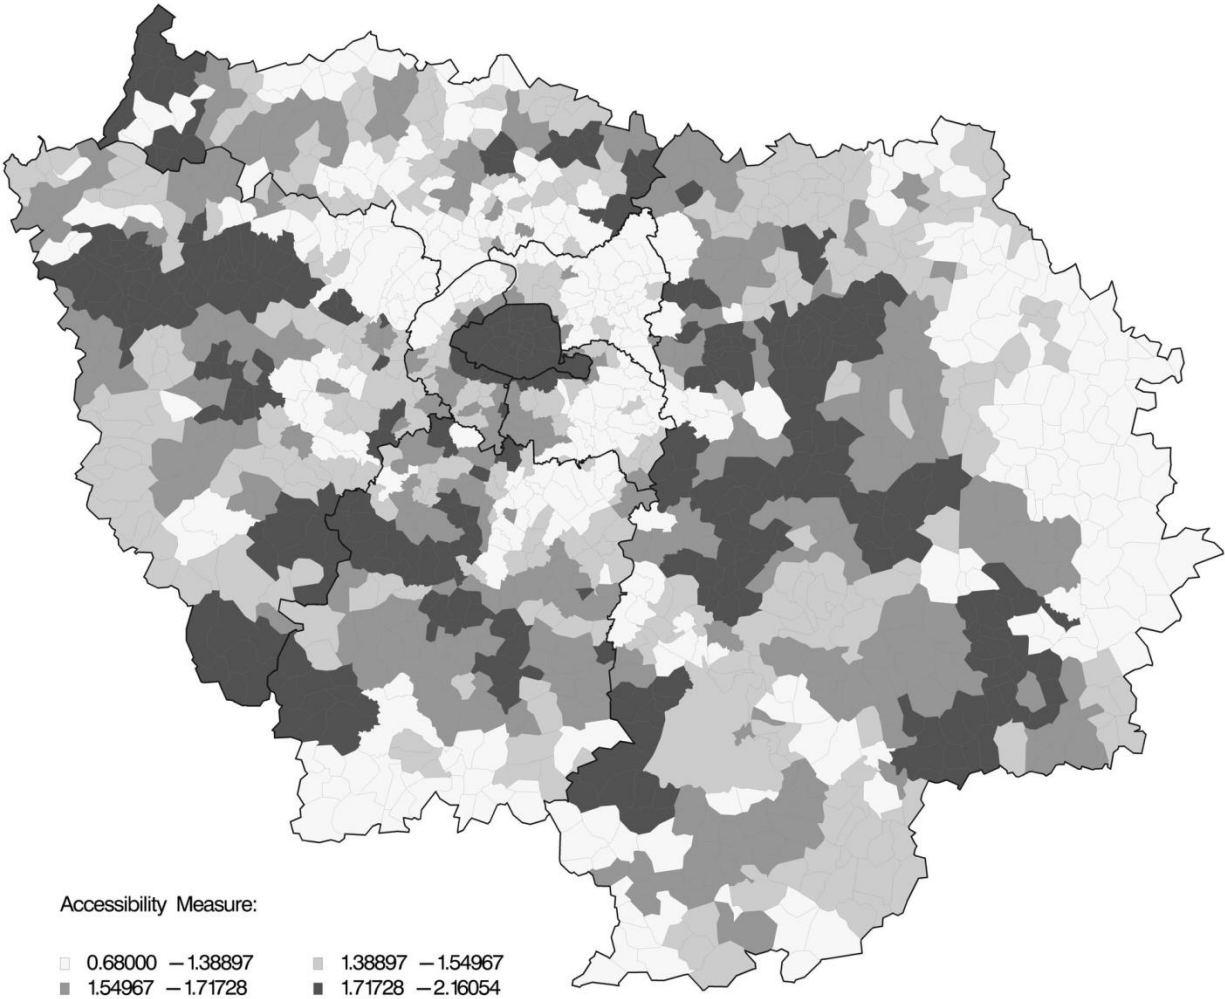 Accessibility Measure:
0.68000 – 1.38897 1.38897 – 1.54967
1.54967 – 1.71728 1.71728 – 2.16054